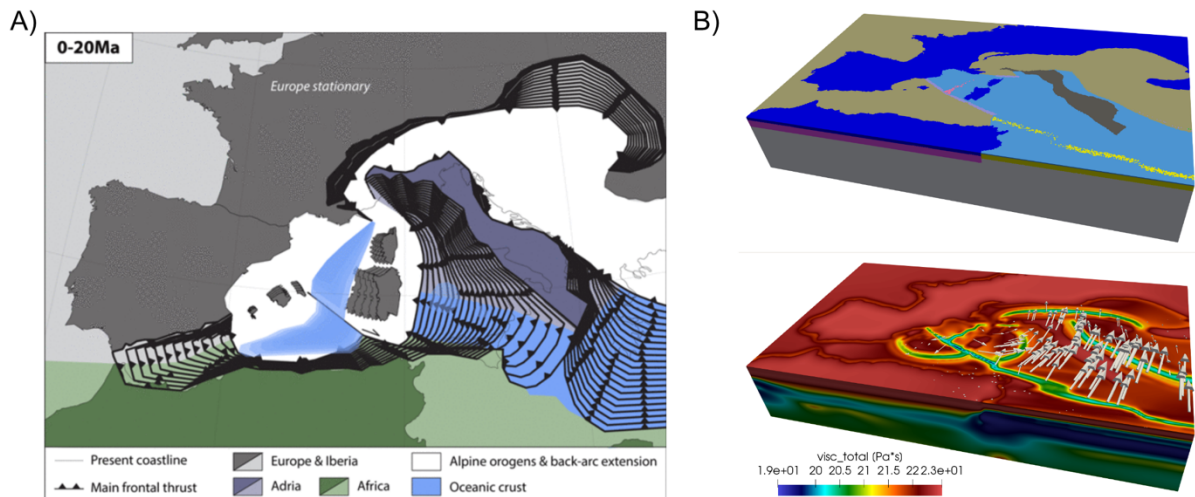 A)
B)
0-20Ma
Europe stationary
Present coastline
Europe & Iberia
Alpine orogens & back-arc extension
Main frontal thrust
Adria
Africa
Oceanic crust
visc_total (Pa*s)
1.9e+01 20 20.5 21 21.5 22 2.3e+01